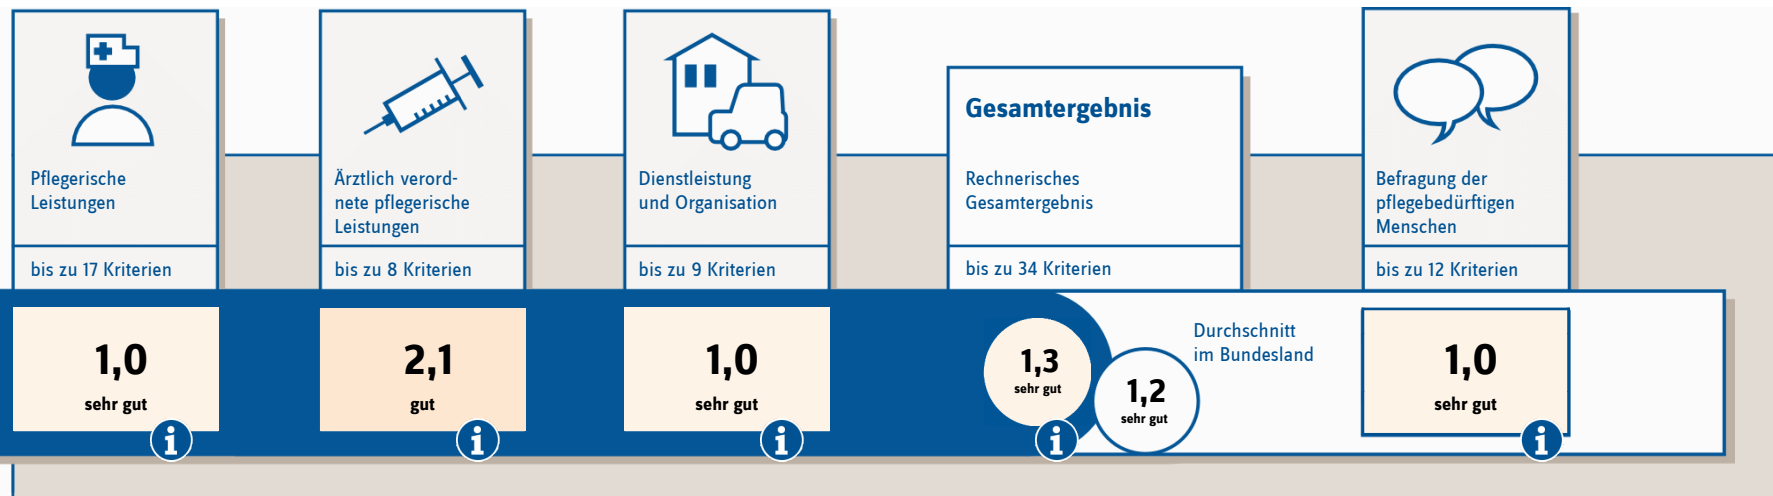 Pflegerische
Leistungen
bis zu 17 Kriterien
1,0
sehr gut
i
Ärztlich verord-
nete pflegerische
Leistungen
bis zu 8 Kriterien
2,1
gut
i
Dienstleistung
und Organisation
bis zu 9 Kriterien
1,0
sehr gut
i
Gesamtergebnis
Rechnerisches
Gesamtergebnis
bis zu 34 Kriterien
1,3
sehr gut
i
1,2
sehr gut
Durchschnitt
im Bundesland
Befragung der
pflegebedürftigen
Menschen
bis zu 12 Kriterien
1,0
sehr gut
i